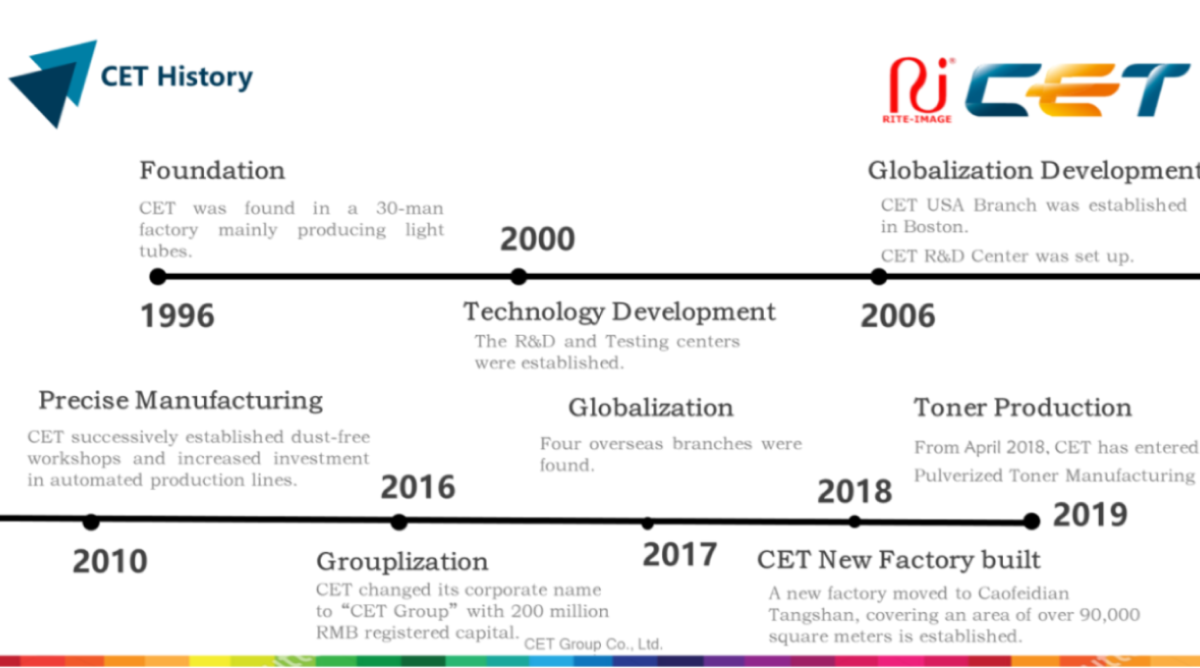 CET History
RITE-IMAGE
CET
Foundation
CET was found in a 30-man
factory mainly producing light
tubes.
1996
2000
Technology Development
The R&D and Testing centers
were established.
Globalization Development
CET USA Branch was established
in Boston.
CET R&D Center was set up.
2006
Precise Manufacturing
CET successively established dust-free
workshops and increased investment
in automated production lines.
2010
2016
Grouplization
CET changed its corporate name
to “CET Group” with 200 million
RMB registered capital.
Globalization
Four overseas branches were
found.
2017
2018
CET New Factory built
A new factory moved to Caofeidian
Tangshan, covering an area of over 90,000
square meters is established.
Toner Production
From April 2018, CET has entered
Pulverized Toner Manufacturing
2019
CET Group Co., Ltd.